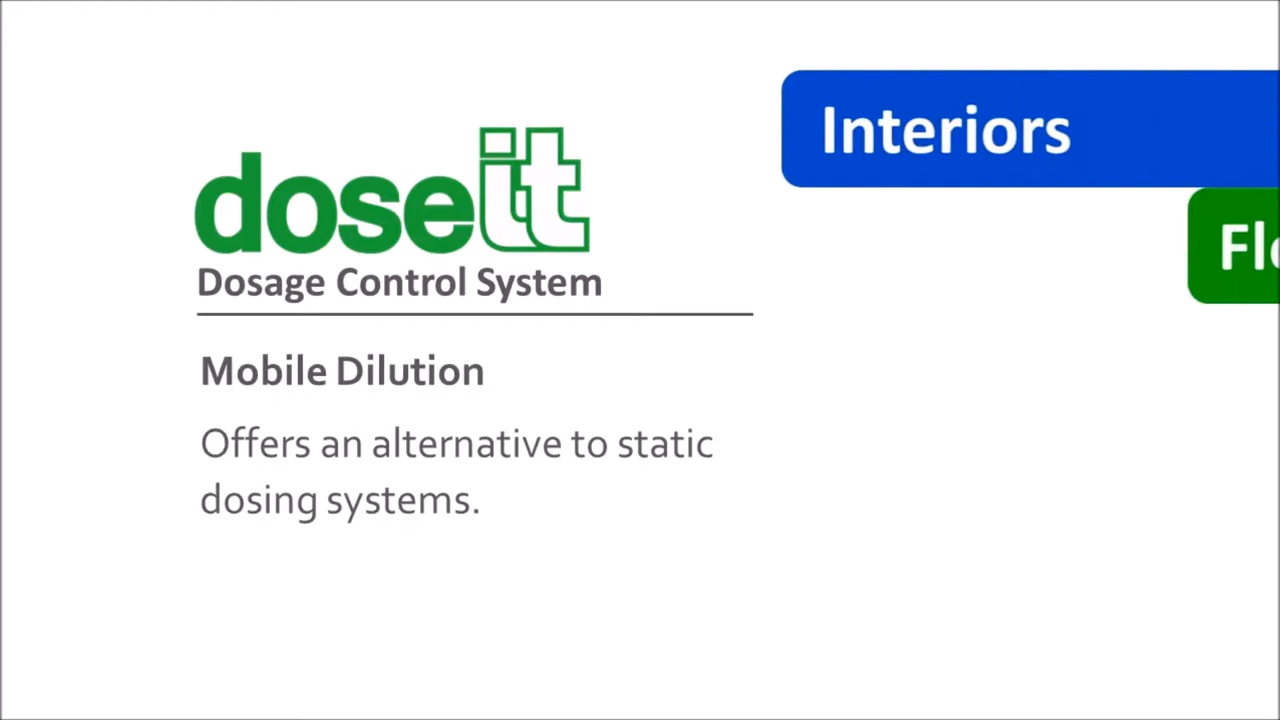 doseit
Dosage Control System
Mobile Dilution
Offers an alternative to static
dosing systems.
Interiors